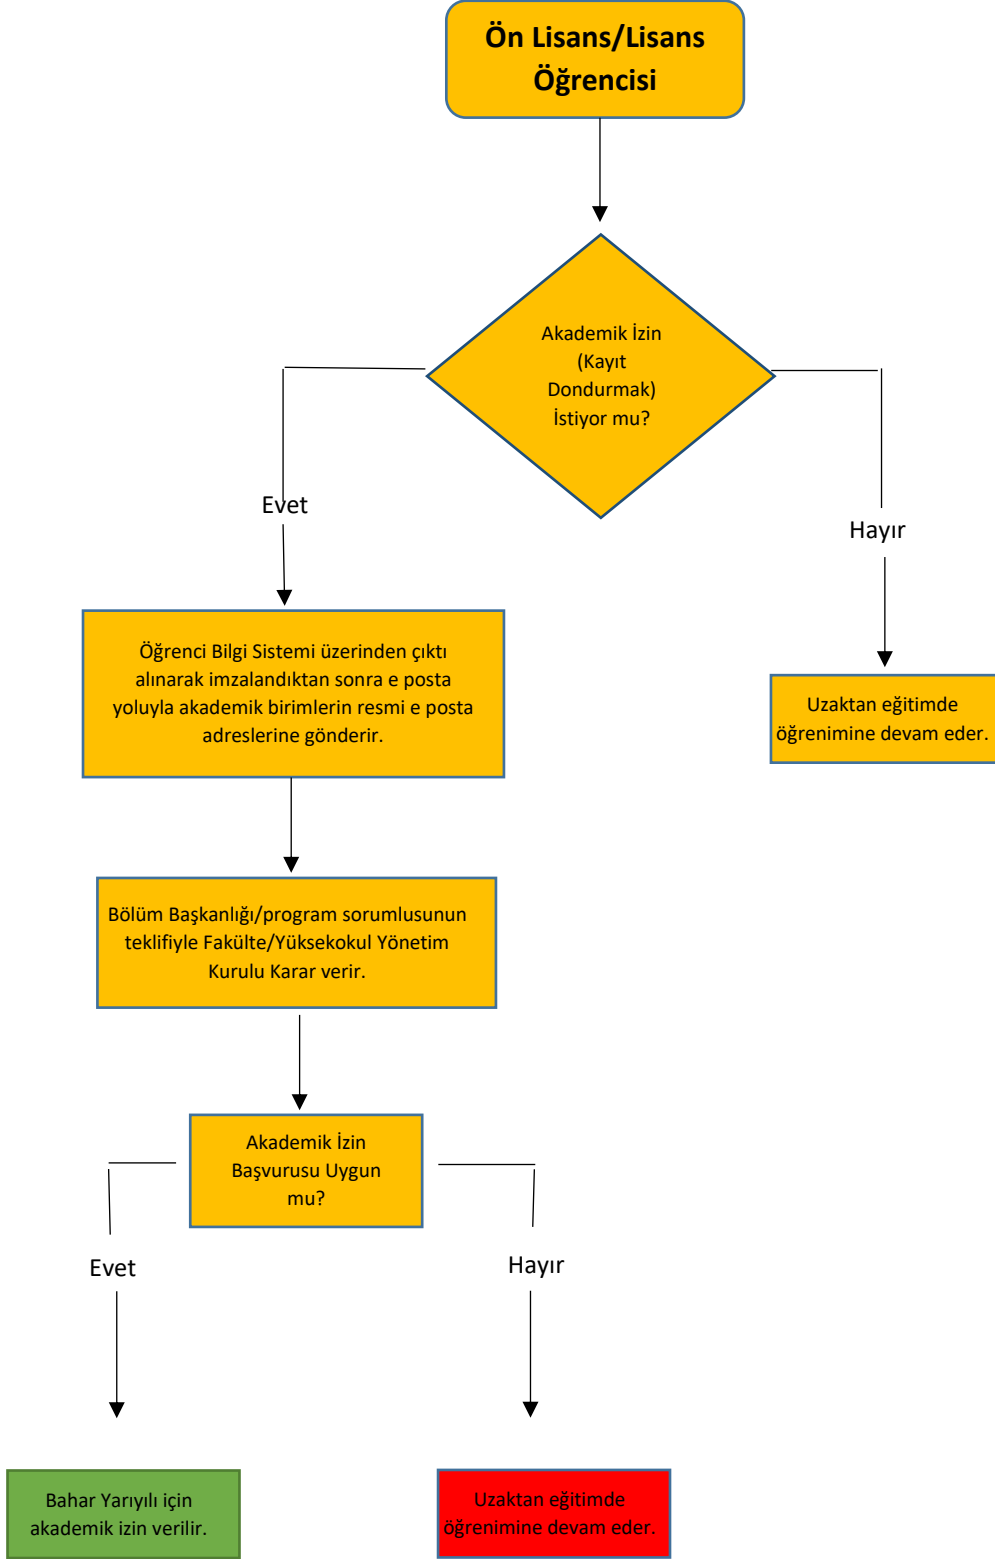 Ön Lisans/Lisans
Öğrencisi
Akademik İzin
(Kayıt
Dondurmak)
İstiyor mu?
Evet
Hayır
Öğrenci Bilgi Sistemi üzerinden çıktı
alınarak imzalandıktan sonra e posta
yoluyla akademik birimlerin resmi e posta
adreslerine gönderir.
Uzaktan eğitimde
öğrenimine devam eder.
Bölüm Başkanlığı/program sorumlusunun
teklifiyle Fakülte/Yüksekokul Yönetim
Kurulu Karar verir.
Akademik İzin
Başvurusu Uygun
mu?
Evet
Hayır
Bahar Yarıyılı için
akademik izin verilir.
Uzaktan eğitimde
öğrenimine devam eder.